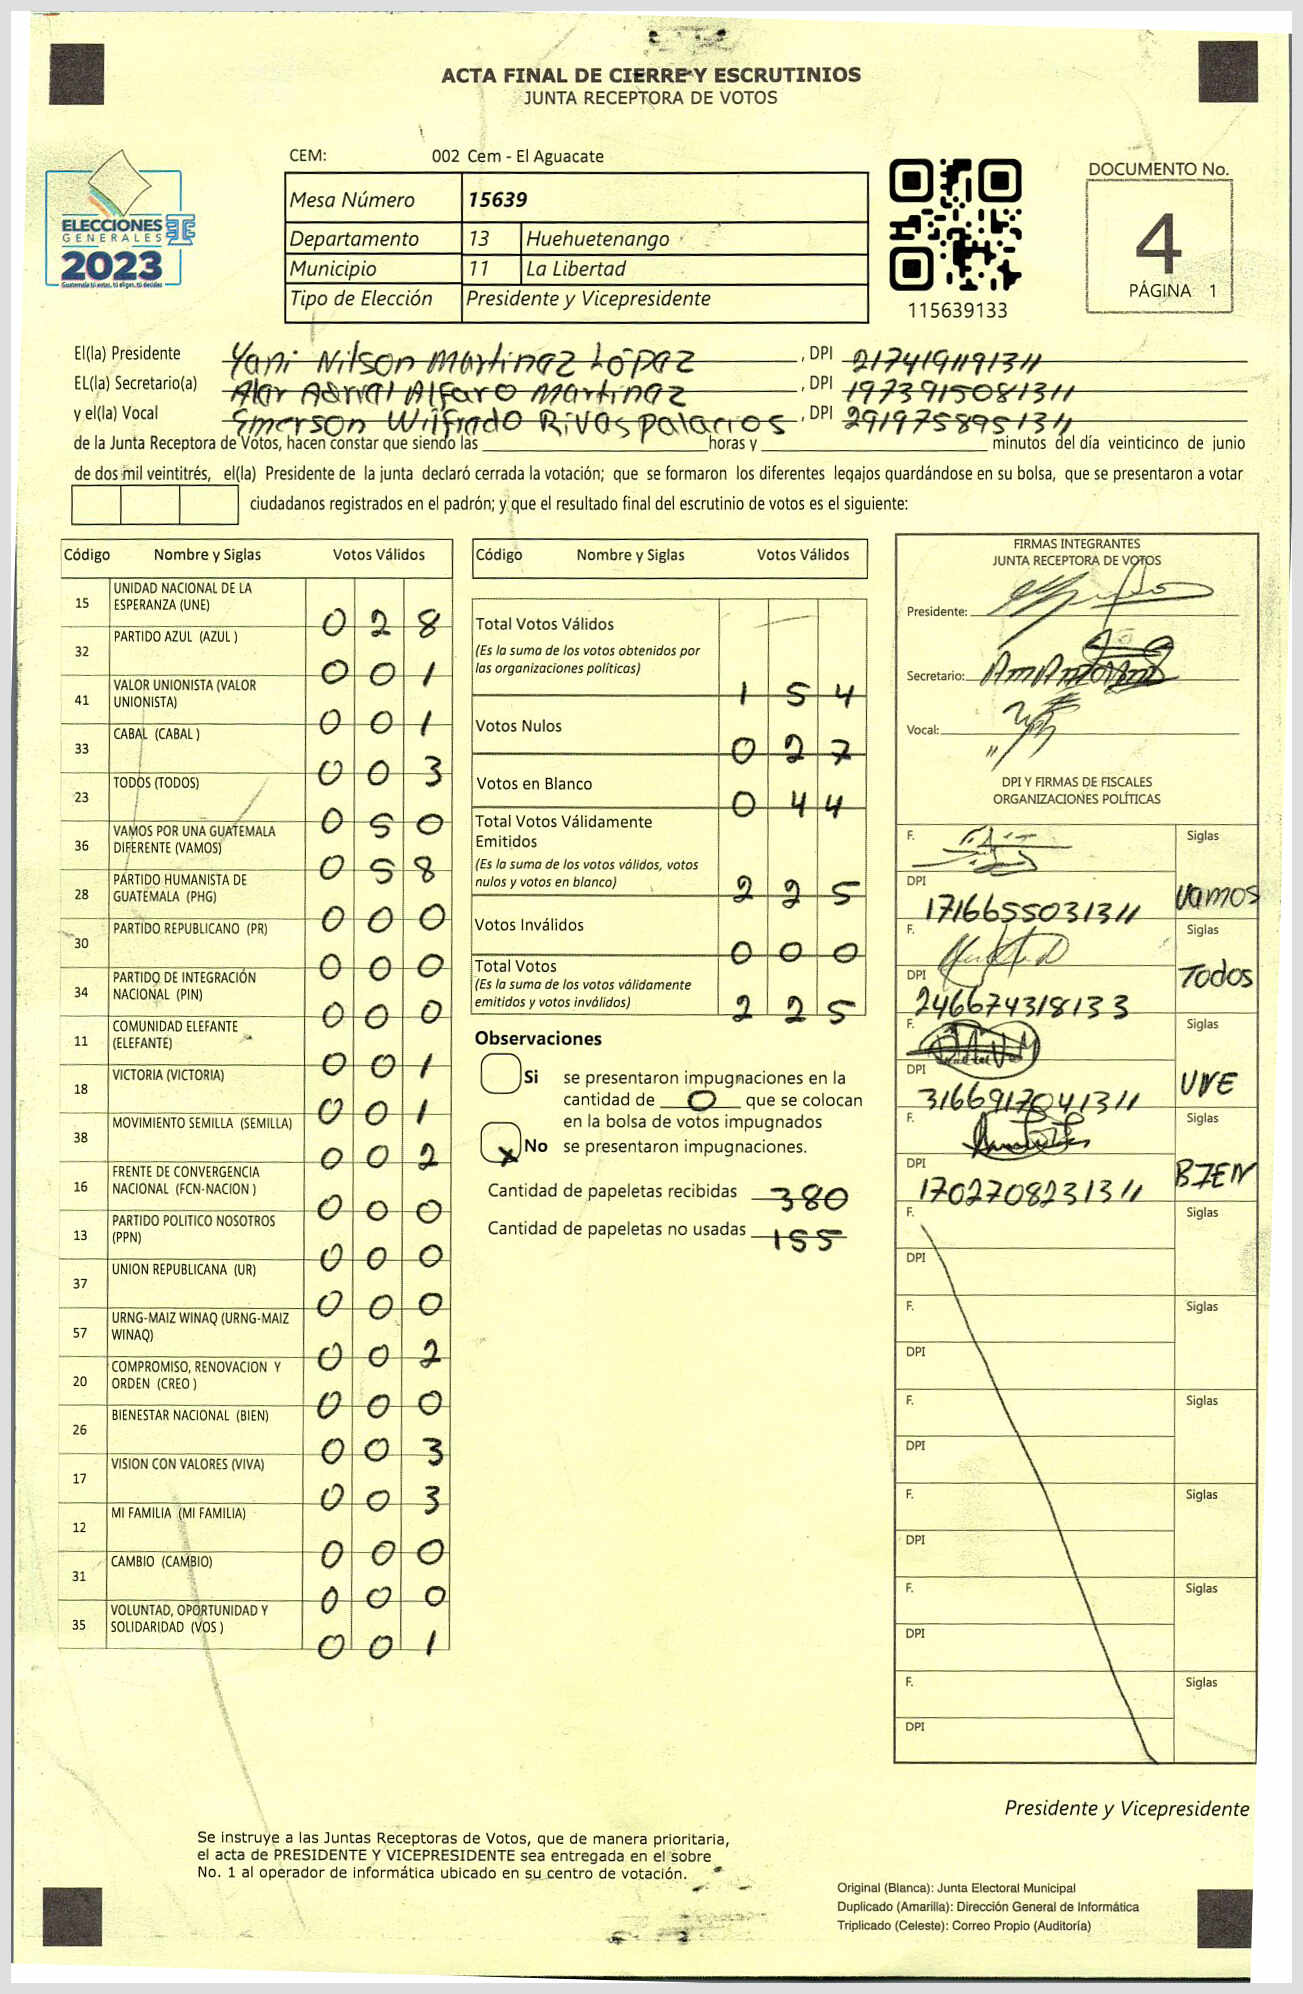 ACTA FINAL DE CIERRE Y ESCRUTINIOS
JUNTA RECEPTORA DE VOTOS
ELECCIONES
GENERALES
2023
Guatemala tú votas, tú eliges, tú decides
CEM: 002 Cem - El Aguacate
Mesa Número 15639
Departamento 13 Huehuetenango
Municipio 11 La Libertad
Tipo de Elección Presidente y Vicepresidente
115639133
DOCUMENTO No.
4
PÁGINA 1
El(la) Presidente Yani Nilson Martinaz López, DPI
EL(la) Secretario(a) Alfaro Martinaz, DPI 1973915081311
y el(la) Vocal Emerson Wilfrado Rivas Palacios, DPI 2919758951311
de la Junta Receptora de Votos, hacen constar que siendo las horas y minutos del día veinticinco de junio
de dos mil veintitrés, el(la) Presidente de la junta declaró cerrada la votación; que se formaron los diferentes legajos quardándose en su bolsa, que se presentaron a votar
ciudadanos registrados en el padrón; y que el resultado final del escrutinio de votos es el siguiente:
Código Nombre y Siglas Votos Válidos
15 UNIDAD NACIONAL DE LA
ESPERANZA (UNE) 0 2 8
32 PARTIDO AZUL (AZUL ) 0 0 1
41 VALOR UNIONISTA (VALOR
UNIONISTA) 0 0 1
33 CABAL (CABAL ) 0 0 3
23 TODOS (TODOS) 0 5 0
36 VAMOS POR UNA GUATEMALA
DIFERENTE (VAMOS) 0 5 8
28 PARTIDO HUMANISTA DE
GUATEMALA (PHG) 0 0 0
30 PARTIDO REPUBLICANO (PR) 0 0 0
34 PARTIDO DE INTEGRACIÓN
NACIONAL (PIN) 0 0 0
11 COMUNIDAD ELEFANTE
(ELEFANTE) 0 0 1
18 VICTORIA (VICTORIA) 0 0 1
38 MOVIMIENTO SEMILLA (SEMILLA) 0 0 2
16 FRENTE DE CONVERGENCIA
NACIONAL (FCN-NACION ) 0 0 0
13 PARTIDO POLITICO NOSOTROS
(PPN) 0 0 0
37 UNION REPUBLICANA (UR) 0 0 0
57 URNG-MAIZ WINAQ (URNG-MAIZ
WINAQ) 0 0 2
20 COMPROMISO, RENOVACION Y
ORDEN (CREO ) 0 0 0
26 BIENESTAR NACIONAL (BIEN) 0 0 3
17 VISION CON VALORES (VIVA) 0 0 3
12 MI FAMILIA (MI FAMILIA) 0 0 0
31 CAMBIO (CAMBIO) 0 0 0
35 VOLUNTAD, OPORTUNIDAD Y
SOLIDARIDAD (VOS ) 0 0 1
Código Nombre y Siglas Votos Válidos
Total Votos Válidos
(Es la suma de los votos obtenidos por
las organizaciones políticas) 1 5 4
Votos Nulos 0 2 7
Votos en Blanco 0 4 4
Total Votos Válidamente
Emitidos
(Es la suma de los votos válidos, votos
nulos y votos en blanco) 2 2 5
Votos Inválidos 0 0 0
Total Votos
(Es la suma de los votos válidamente
emitidos y votos inválidos) 2 2 5
Observaciones
Si se presentaron impugnaciones en la
cantidad de 0 que se colocan
en la bolsa de votos impugnados
x No se presentaron impugnaciones.
Cantidad de papeletas recibidas 380
Cantidad de papeletas no usadas 155
FIRMAS INTEGRANTES
JUNTA RECEPTORA DE VOTOS
Presidente:
Secretario:
Vocal:
DPI Y FIRMAS DE FISCALES
ORGANIZACIONES POLÍTICAS
F. Siglas
DPI 1716655031311 Vamos
F. Siglas
DPI 246674318133 Todos
F. Siglas
DPI 3166917041311 UNE
F. Siglas
DPI 1702708231311 BIEN
F. Siglas
DPI
F. Siglas
DPI
F. Siglas
DPI
F. Siglas
DPI
F. Siglas
DPI
F. Siglas
DPI
Presidente y Vicepresidente
Se instruye a las Juntas Receptoras de Votos, que de manera prioritaria,
el acta de PRESIDENTE Y VICEPRESIDENTE sea entregada en el sobre
No. 1 al operador de informática ubicado en su centro de votación.
Original (Blanca): Junta Electoral Municipal
Duplicado (Amarilla): Dirección General de Informática
Triplicado (Celeste): Correo Propio (Auditoría)